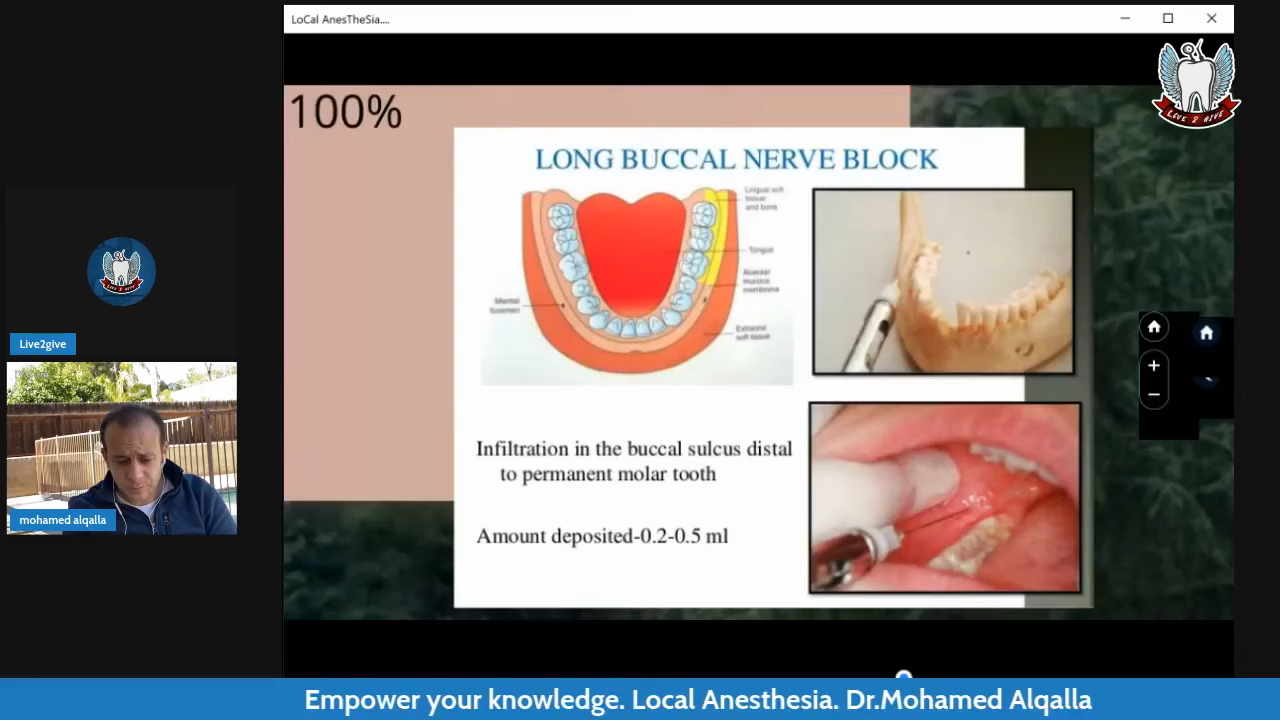 LoCal AnesTheSia....
LIVE 2 GIVE
100%
LONG BUCCAL NERVE BLOCK
Lingual soft
tissue
and bone
Tongue
Alveolar
mucous
membrane
Mental
foramen
Extraoral
soft tissue
Infiltration in the buccal sulcus distal
to permanent molar tooth
Amount deposited-0.2-0.5 ml
Live2give
mohamed alqalla
Empower your knowledge. Local Anesthesia. Dr.Mohamed Alqalla